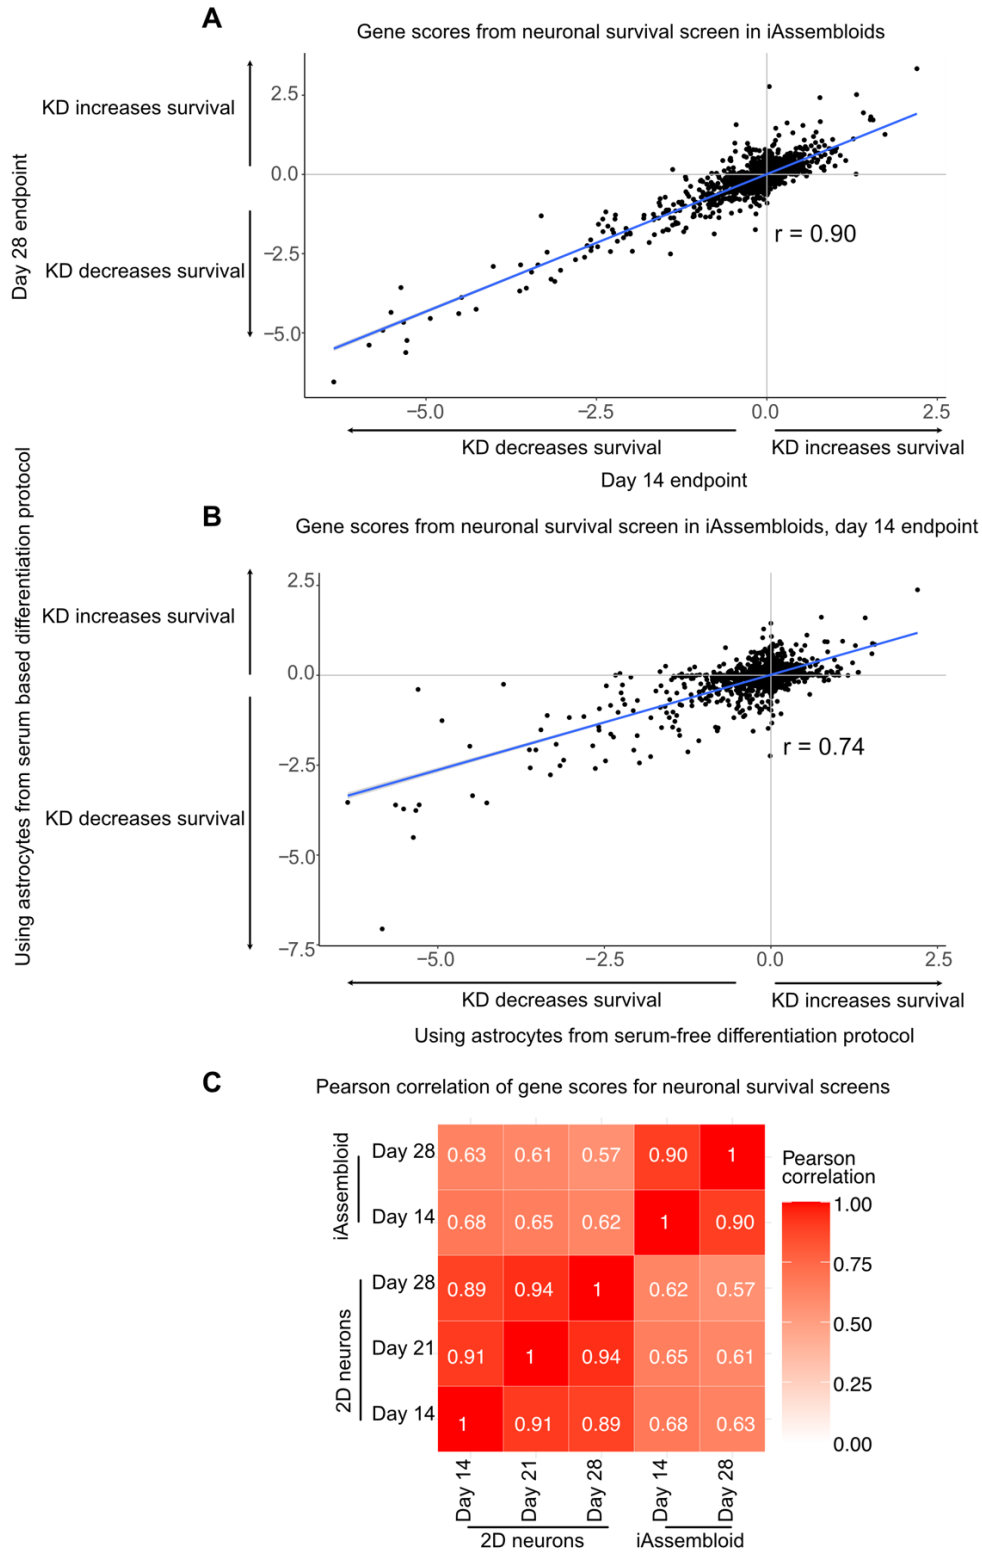 A
Gene scores from neuronal survival screen in iAssembloids
Day 28 endpoint
KD increases survival
KD decreases survival
2.5
0.0
−2.5
−5.0
r = 0.90
−5.0 −2.5 0.0 2.5
KD decreases survival KD increases survival
Day 14 endpoint
B
Gene scores from neuronal survival screen in iAssembloids, day 14 endpoint
Using astrocytes from serum based differentiation protocol
KD increases survival
KD decreases survival
2.5
0.0
−2.5
−5.0
−7.5
r = 0.74
−5.0 −2.5 0.0 2.5
KD decreases survival KD increases survival
Using astrocytes from serum-free differentiation protocol
C
Pearson correlation of gene scores for neuronal survival screens
iAssembloid
Day 28 0.63 0.61 0.57 0.90 1
Day 14 0.68 0.65 0.62 1 0.90
2D neurons
Day 28 0.89 0.94 1 0.62 0.57
Day 21 0.91 1 0.94 0.65 0.61
Day 14 1 0.91 0.89 0.68 0.63
Day 14 Day 21 Day 28 Day 14 Day 28
2D neurons iAssembloid
Pearson
correlation
1.00
0.75
0.50
0.25
0.00